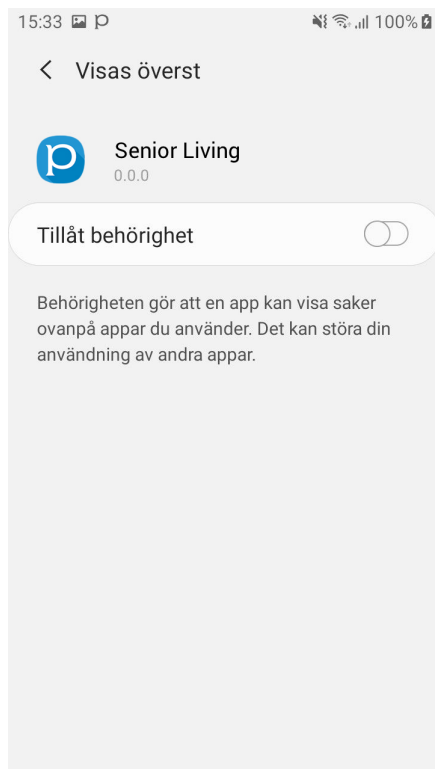 15:33 100%
Visas överst
Senior Living
0.0.0
Tillåt behörighet
Behörigheten gör att en app kan visa saker
ovanpå appar du använder. Det kan störa din
användning av andra appar.